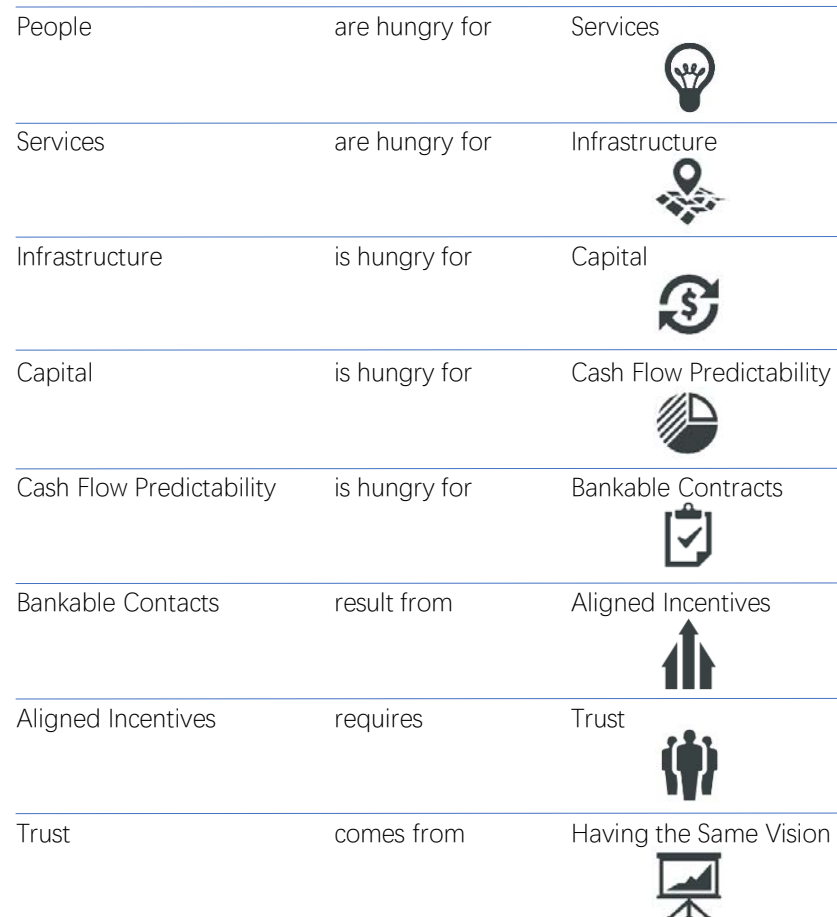 People are hungry for Services
Services are hungry for Infrastructure
Infrastructure is hungry for Capital
$
Capital is hungry for Cash Flow Predictability
Cash Flow Predictability is hungry for Bankable Contracts
Bankable Contacts result from Aligned Incentives
Aligned Incentives requires Trust
Trust comes from Having the Same Vision